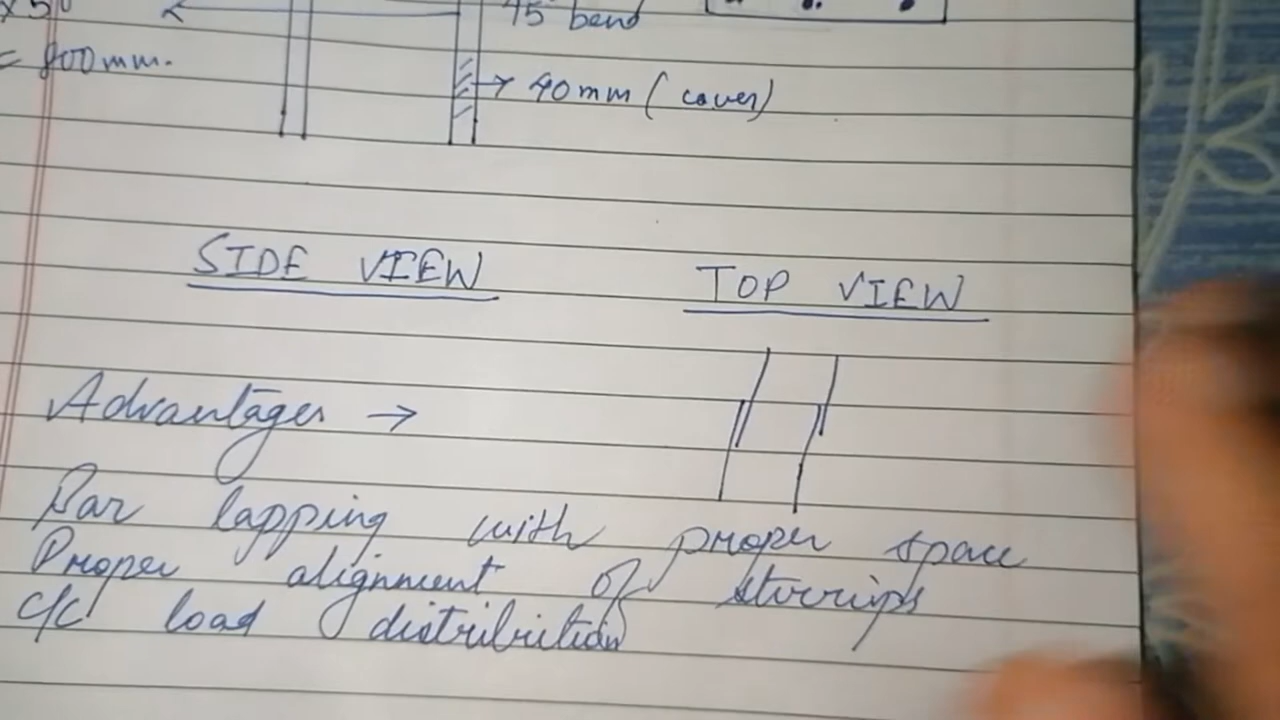 45 bend
= 800mm.
40mm (cover)
SIDE VIEW
TOP VIEW
Advantages →
Bar lapping with proper space
Proper alignment of stirrups
c/c load distribution